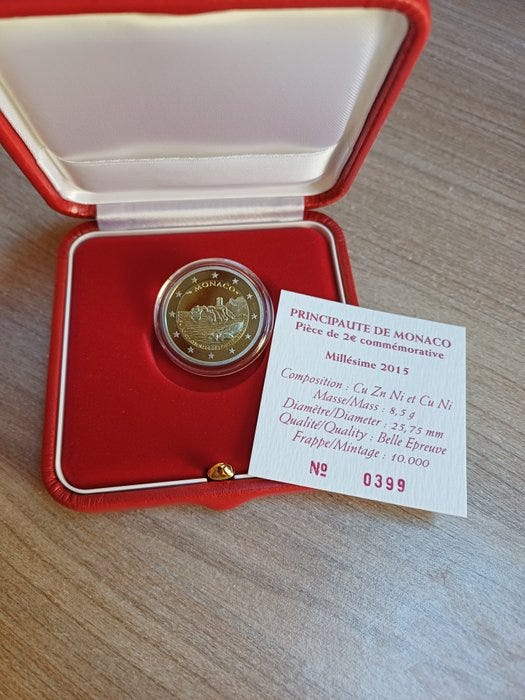 MONACO
PRINCIPAUTE DE MONACO
Pièce de 2€ commémorative
Millésime 2015
Composition : Cu Zn Ni et Cu Ni
Masse/Mass : 8,5 g
Diamètre/Diameter : 25,75 mm
Qualité/Quality : Belle Epreuve
Frappe/Mintage : 10.000
Nº 0399